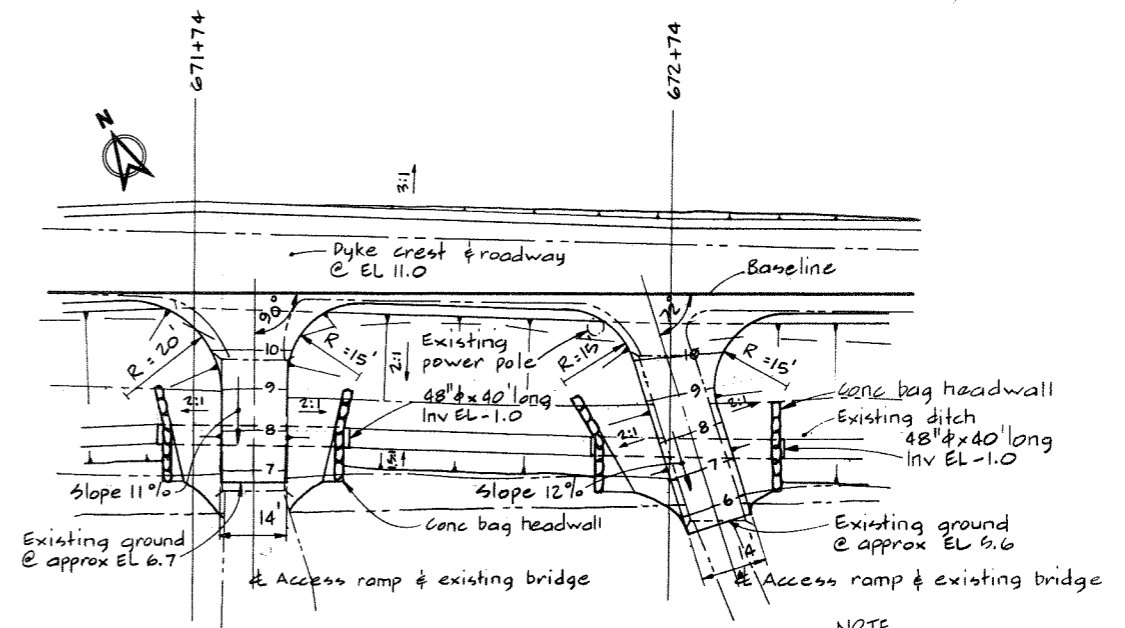 671+74
672+74
N
3:1
Dyke crest & roadway
@ EL 11.0
Baseline
90°
72°
R = 20'
R = 15'
2:1
Existing
power pole
R = 15'
R = 15'
10
9
8
7
10
9
8
7
6
2:1
2:1
2:1
2:1
48" ϕ x 40' long
Inv EL -1.0
Conc bag headwall
Existing ditch
48" ϕ x 40' long
Inv EL -1.0
Slope 11%
Slope 12%
Conc bag headwall
14'
14'
Existing ground
@ approx EL 6.7
Existing ground
@ approx EL 5.6
℄ Access ramp & existing bridge
℄ Access ramp & existing bridge
NOTE